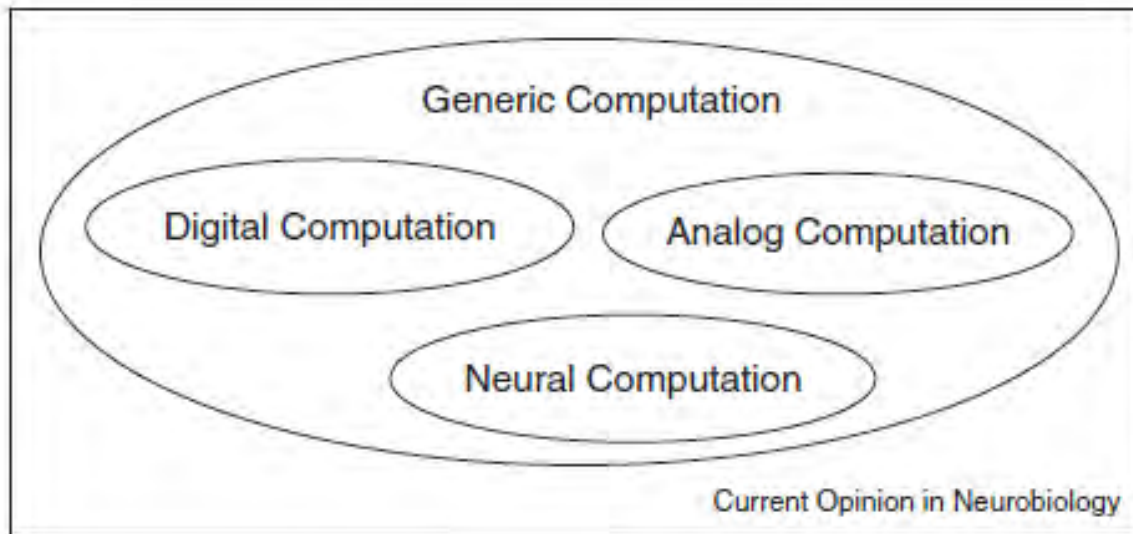 Generic Computation
Digital Computation
Analog Computation
Neural Computation
Current Opinion in Neurobiology